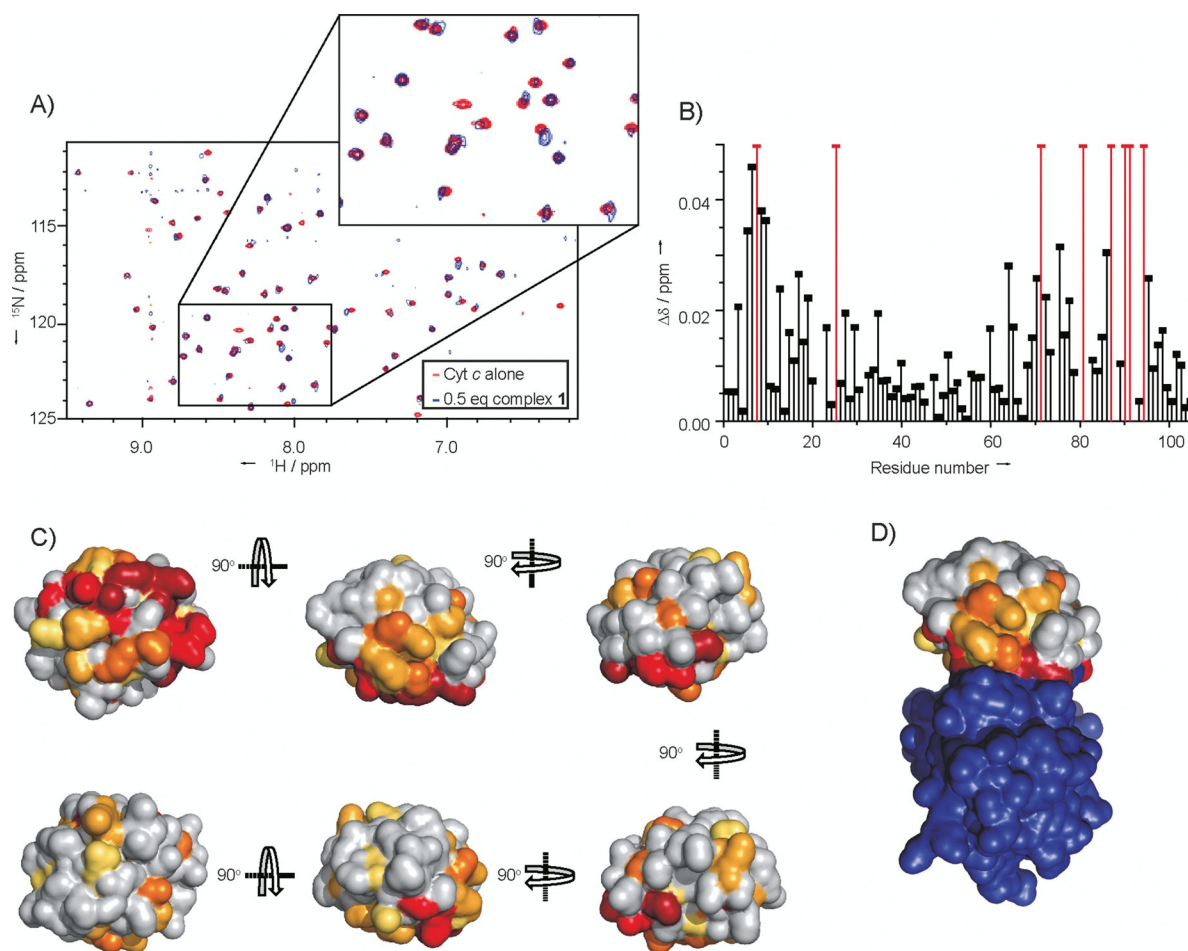 A)
115
120
125
← ¹⁵N / ppm
9.0
8.0
7.0
← ¹H / ppm
Cyt c alone
0.5 eq complex 1
B)
0.04
0.02
0.00
Δδ / ppm →
0
20
40
60
80
100
Residue number →
C)
90°
90°
90°
90°
90°
D)